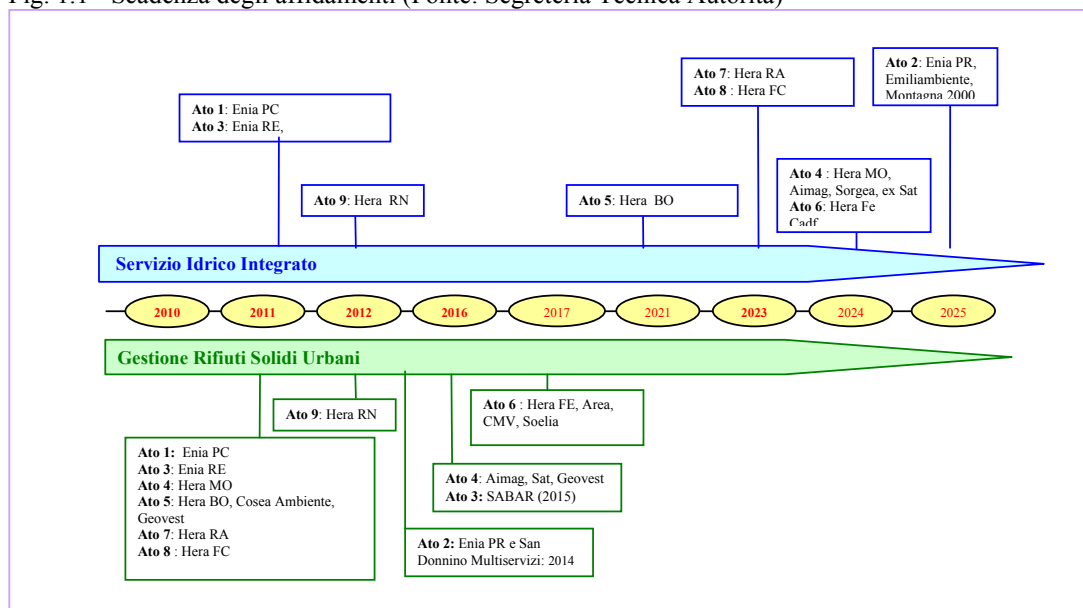 Fig. 1.1 – Scadenza degli affidamenti (Fonte: Segreteria Tecnica Autorità)
Ato 1: Enia PC
Ato 3: Enia RE,
Ato 9: Hera RN
Ato 5: Hera BO
Ato 7: Hera RA
Ato 8 : Hera FC
Ato 2: Enia PR,
Emiliambiente,
Montagna 2000
Ato 4 : Hera MO,
Aimag, Sorgea, ex Sat
Ato 6: Hera Fe
Cadf
Servizio Idrico Integrato
2010 2011 2012 2016 2017 2021 2023 2024 2025
Gestione Rifiuti Solidi Urbani
Ato 9: Hera RN
Ato 6 : Hera FE, Area,
CMV, Soelia
Ato 1: Enia PC
Ato 3: Enia RE
Ato 4: Hera MO
Ato 5: Hera BO, Cosea Ambiente,
Geovest
Ato 7: Hera RA
Ato 8 : Hera FC
Ato 4: Aimag, Sat, Geovest
Ato 3: SABAR (2015)
Ato 2: Enia PR e San
Donnino Multiservizi: 2014